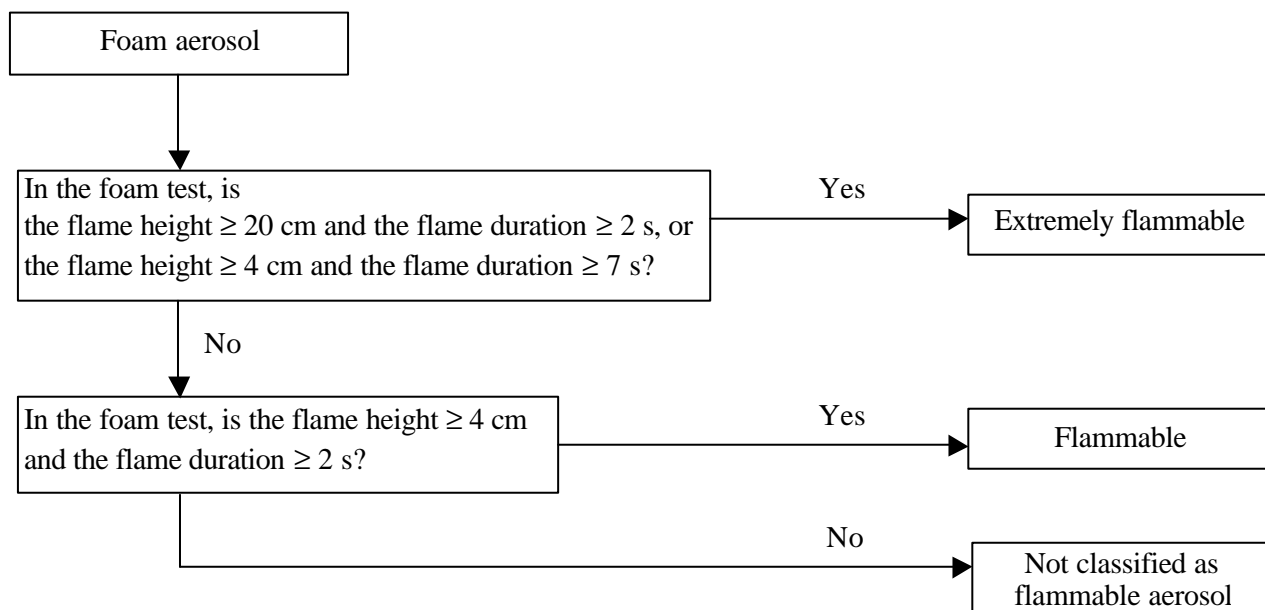 Foam aerosol
In the foam test, is
the flame height ≥ 20 cm and the flame duration ≥ 2 s, or
the flame height ≥ 4 cm and the flame duration ≥ 7 s?
Yes
Extremely flammable
No
In the foam test, is the flame height ≥ 4 cm
and the flame duration ≥ 2 s?
Yes
Flammable
No
Not classified as
flammable aerosol